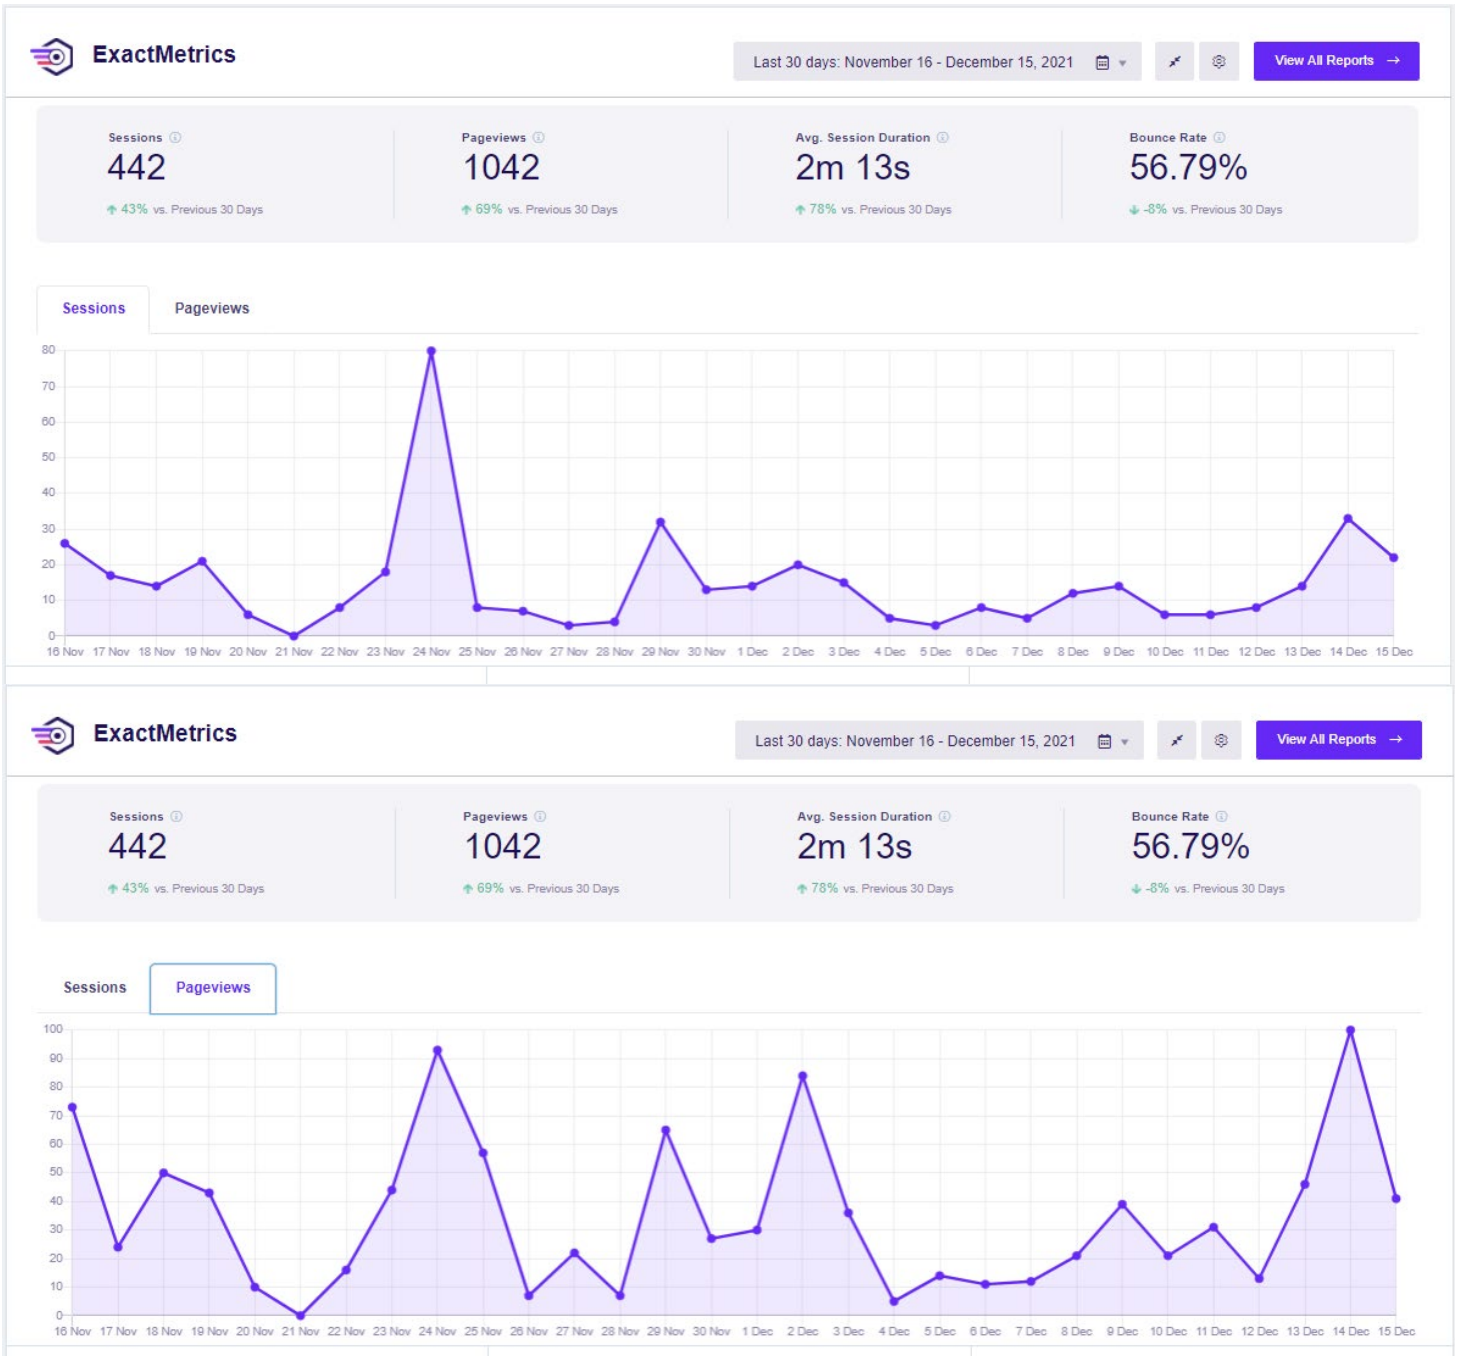 ExactMetrics
Last 30 days: November 16 - December 15, 2021
View All Reports →
Sessions Pageviews Avg. Session Duration Bounce Rate
442 1042 2m 13s 56.79%
43% vs. Previous 30 Days 69% vs. Previous 30 Days 78% vs. Previous 30 Days -8% vs. Previous 30 Days
Sessions Pageviews
80
70
60
50
40
30
20
10
0
16 Nov 17 Nov 18 Nov 19 Nov 20 Nov 21 Nov 22 Nov 23 Nov 24 Nov 25 Nov 26 Nov 27 Nov 28 Nov 29 Nov 30 Nov 1 Dec 2 Dec 3 Dec 4 Dec 5 Dec 6 Dec 7 Dec 8 Dec 9 Dec 10 Dec 11 Dec 12 Dec 13 Dec 14 Dec 15 Dec
ExactMetrics
Last 30 days: November 16 - December 15, 2021
View All Reports →
Sessions Pageviews Avg. Session Duration Bounce Rate
442 1042 2m 13s 56.79%
43% vs. Previous 30 Days 69% vs. Previous 30 Days 78% vs. Previous 30 Days -8% vs. Previous 30 Days
Sessions Pageviews
100
90
80
70
60
50
40
30
20
10
0
16 Nov 17 Nov 18 Nov 19 Nov 20 Nov 21 Nov 22 Nov 23 Nov 24 Nov 25 Nov 26 Nov 27 Nov 28 Nov 29 Nov 30 Nov 1 Dec 2 Dec 3 Dec 4 Dec 5 Dec 6 Dec 7 Dec 8 Dec 9 Dec 10 Dec 11 Dec 12 Dec 13 Dec 14 Dec 15 Dec